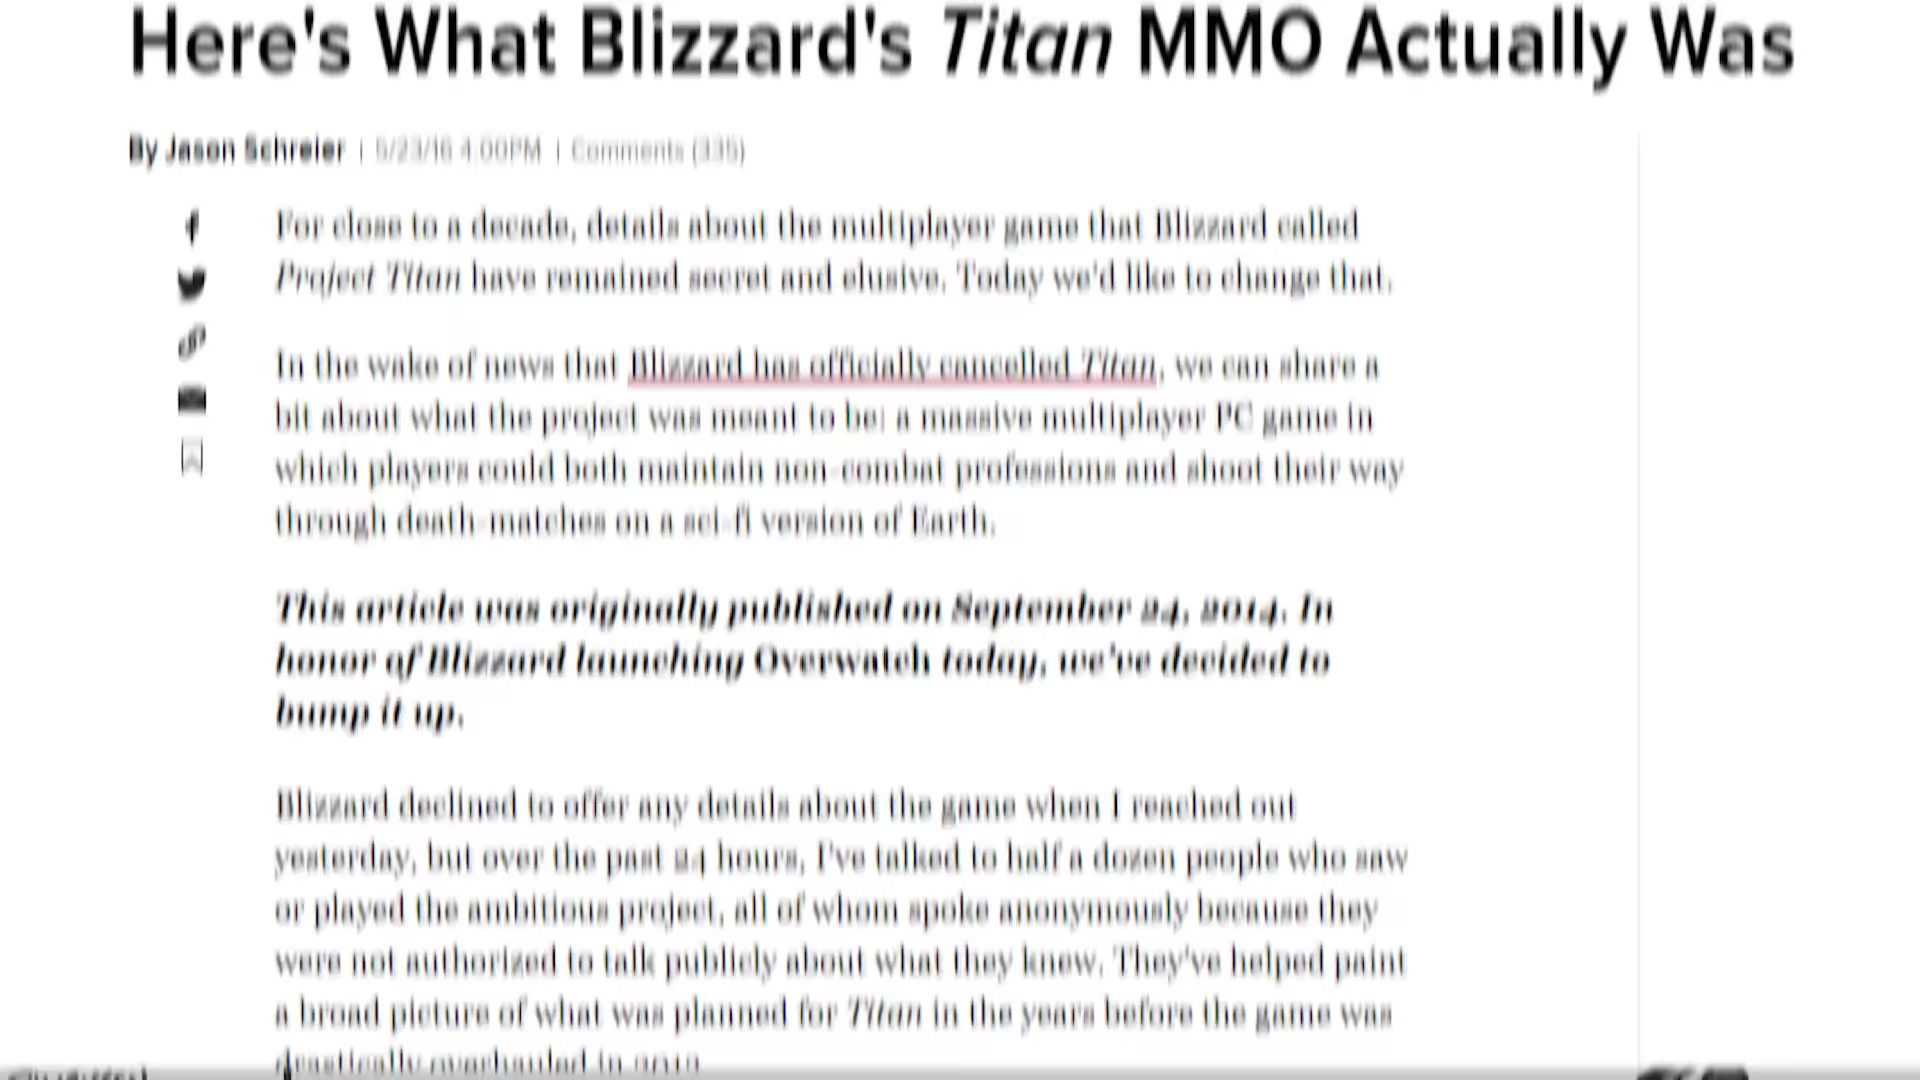 Here's What Blizzard's Titan MMO Actually Was
By Jason Schreier | 5/23/16 4:00PM | Comments (335)
For close to a decade, details about the multiplayer game that Blizzard called
Project Titan have remained secret and elusive. Today we'd like to change that.
In the wake of news that Blizzard has officially cancelled Titan, we can share a
bit about what the project was meant to be: a massive multiplayer PC game in
which players could both maintain non-combat professions and shoot their way
through death-matches on a sci-fi version of Earth.
This article was originally published on September 24, 2014. In
honor of Blizzard launching Overwatch today, we've decided to
bump it up.
Blizzard declined to offer any details about the game when I reached out
yesterday, but over the past 24 hours, I've talked to half a dozen people who saw
or played the ambitious project, all of whom spoke anonymously because they
were not authorized to talk publicly about what they knew. They've helped paint
a broad picture of what was planned for Titan in the years before the game was
drastically overhauled in